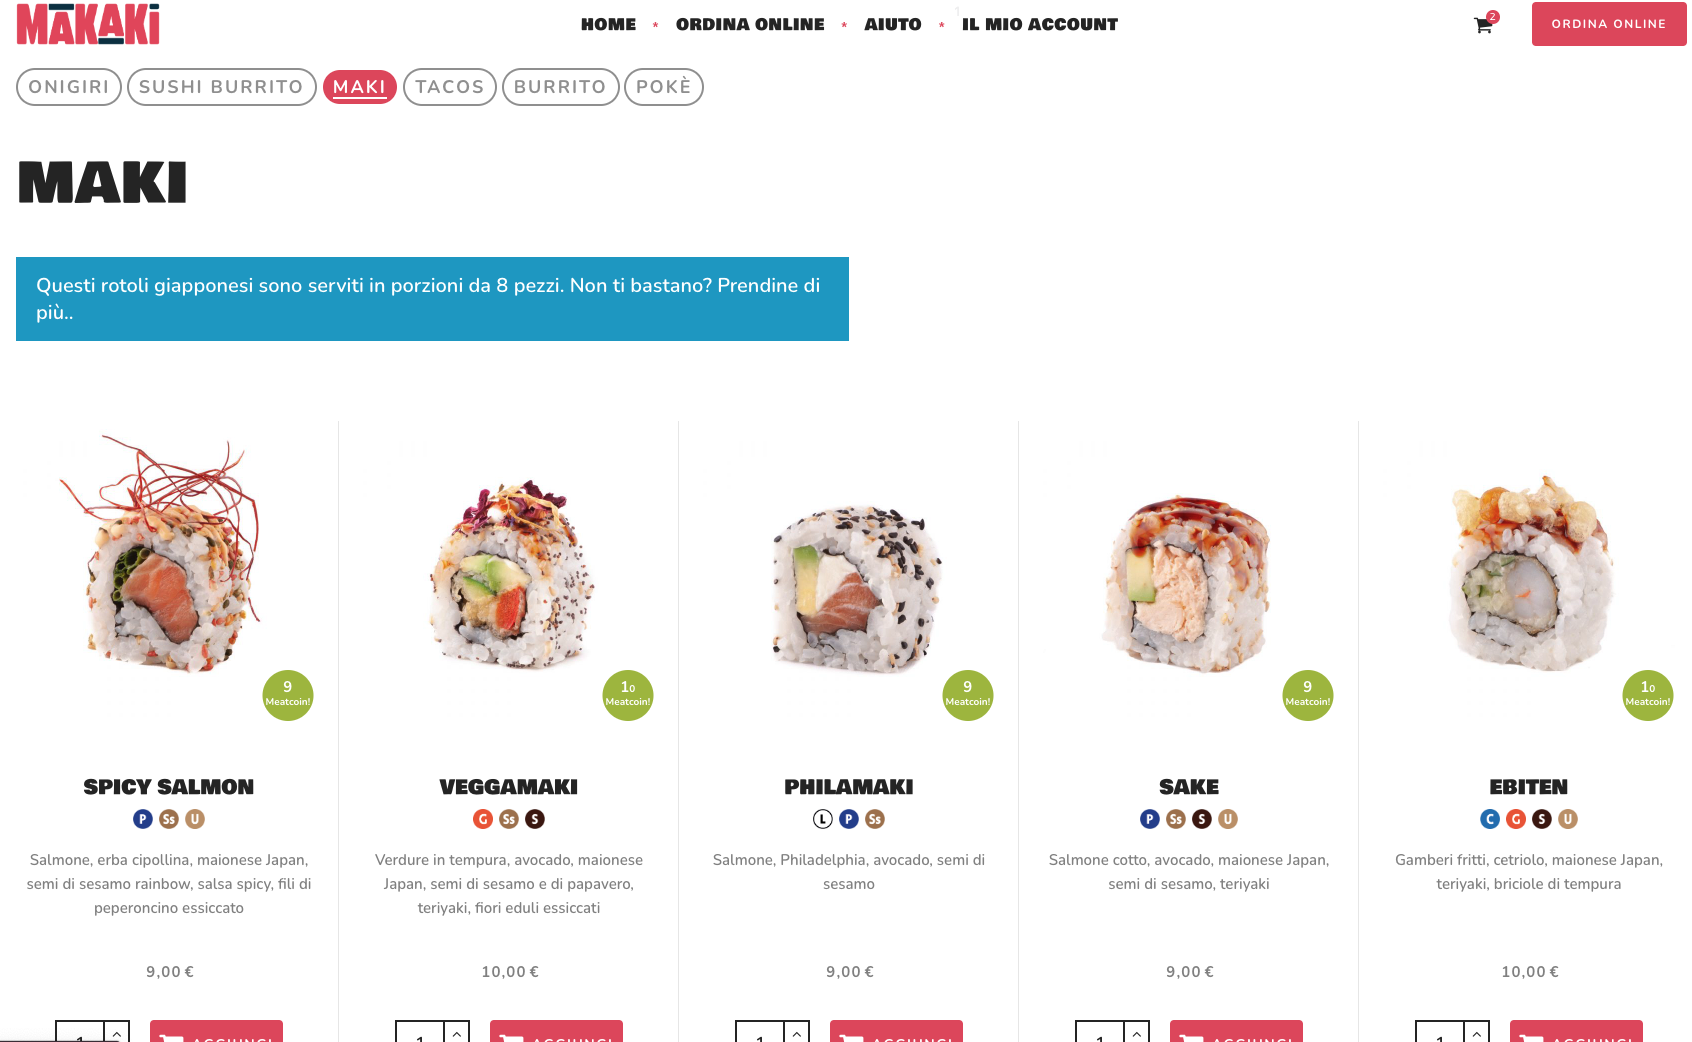 MAKAKi
HOME * ORDINA ONLINE * AIUTO * IL MIO ACCOUNT
2
ORDINA ONLINE
ONIGIRI
SUSHI BURRITO
MAKI
TACOS
BURRITO
POKÈ
MAKI
Questi rotoli giapponesi sono serviti in porzioni da 8 pezzi. Non ti bastano? Prendine di
più..
9
Meatcoin!
SPICY SALMON
P Ss U
Salmone, erba cipollina, maionese Japan,
semi di sesamo rainbow, salsa spicy, fili di
peperoncino essiccato
9,00 €
1
AGGIUNGI
10
Meatcoin!
VEGGAMAKI
G Ss S
Verdure in tempura, avocado, maionese
Japan, semi di sesamo e di papavero,
teriyaki, fiori eduli essiccati
10,00 €
1
AGGIUNGI
9
Meatcoin!
PHILAMAKI
L P Ss
Salmone, Philadelphia, avocado, semi di
sesamo
9,00 €
1
AGGIUNGI
9
Meatcoin!
SAKE
P Ss S U
Salmone cotto, avocado, maionese Japan,
semi di sesamo, teriyaki
9,00 €
1
AGGIUNGI
10
Meatcoin!
EBITEN
C G S U
Gamberi fritti, cetriolo, maionese Japan,
teriyaki, briciole di tempura
10,00 €
1
AGGIUNGI